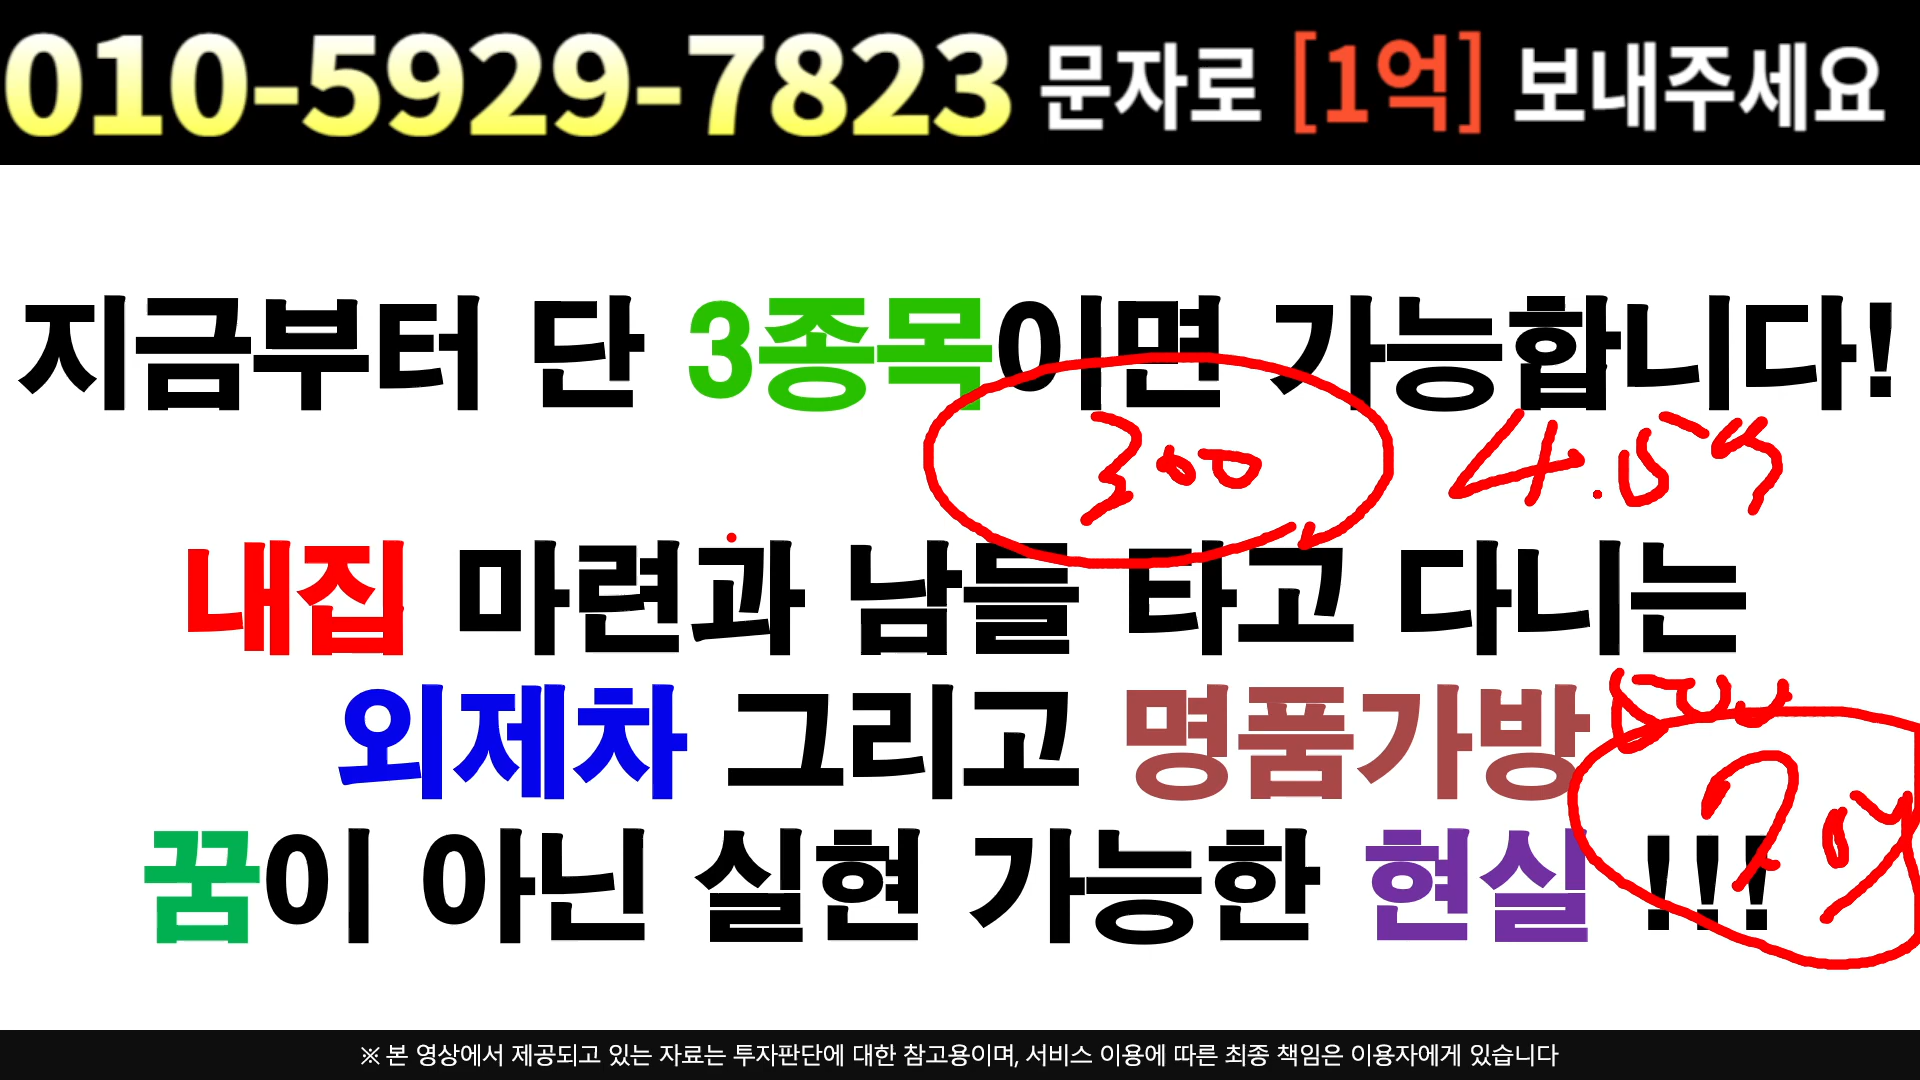 010-5929-7823 문자로 [1억] 보내주세요
지금부터 단 3종목이면 가능합니다!
300
4.5억
내집 마련과 남들 타고 다니는
외제차 그리고 명품가방
500
꿈이 아닌 실현 가능한 현실 !!!
※ 본 영상에서 제공되고 있는 자료는 투자판단에 대한 참고용이며, 서비스 이용에 따른 최종 책임은 이용자에게 있습니다